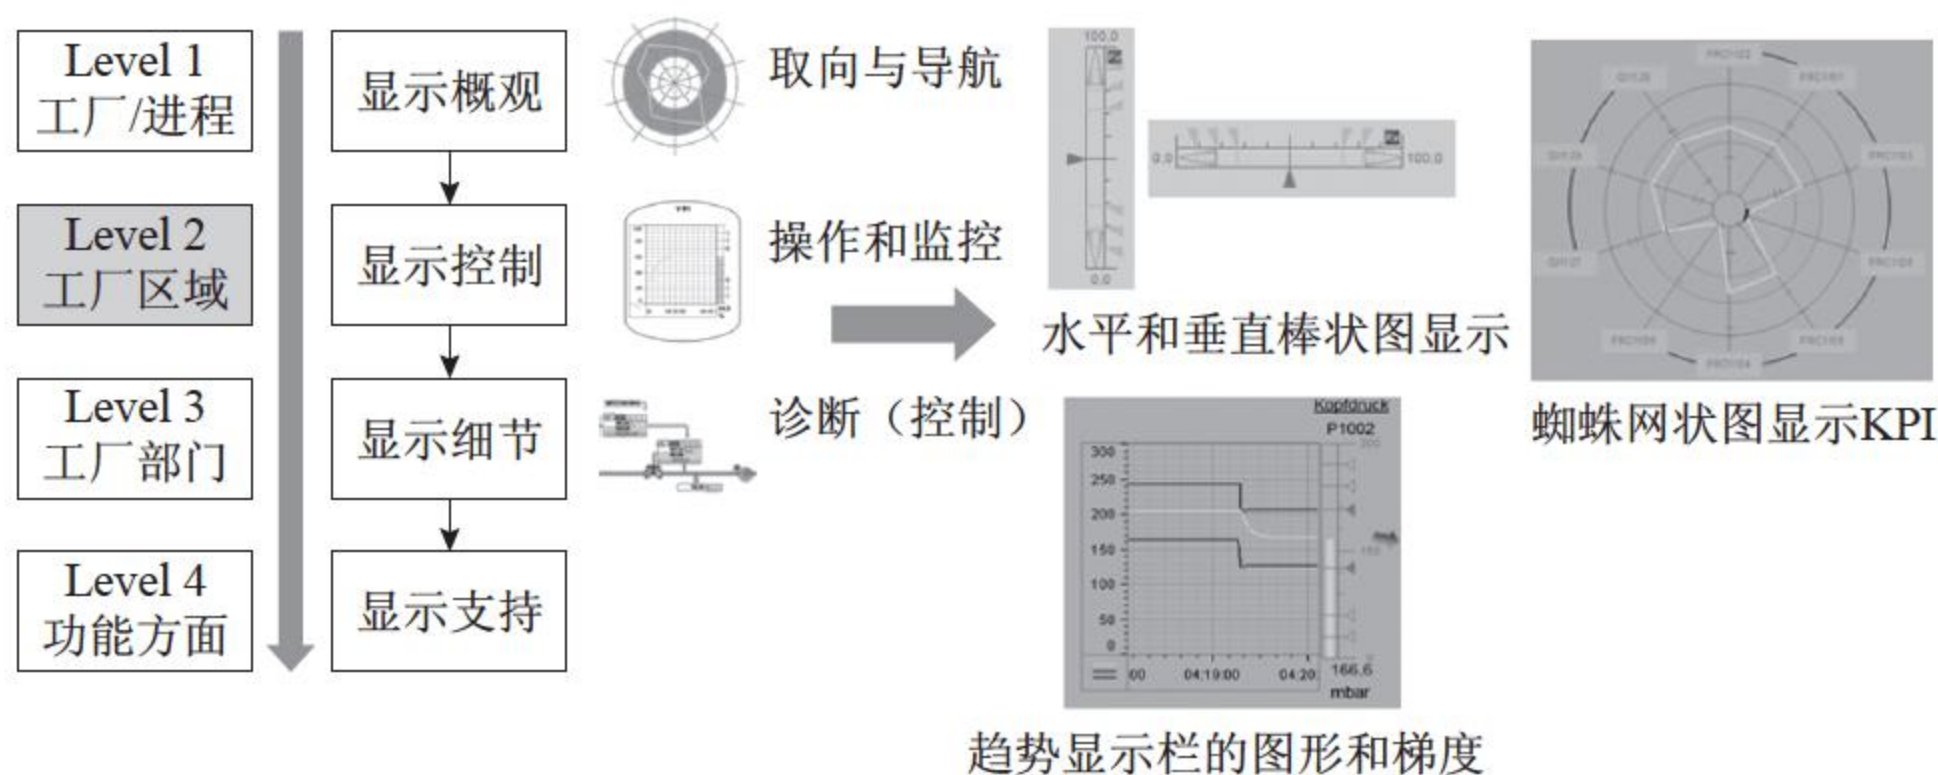 Level 1
工厂/进程
显示概观
取向与导航
Level 2
工厂区域
显示控制
操作和监控
Level 3
工厂部门
显示细节
诊断（控制）
Level 4
功能方面
显示支持
100.0
0.0
0.0
100.0
水平和垂直棒状图显示
蜘蛛网状图显示KPI
Kopfdruck
P1002
300
250
200
150
100
50
0
00
04:19:00
04:20:
166.6
mbar
趋势显示栏的图形和梯度